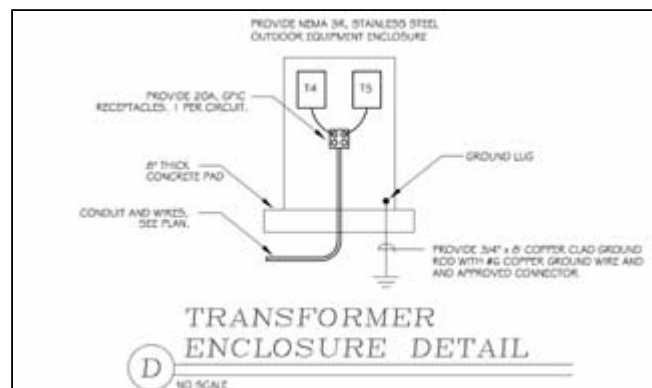 PROVIDE NEMA 3R, STAINLESS STEEL
OUTDOOR EQUIPMENT ENCLOSURE
T4
T5
PROVIDE 20A, GFIC
RECEPTACLES. 1 PER CIRCUIT.
GROUND LUG
8" THICK
CONCRETE PAD
CONDUIT AND WIRES,
SEE PLAN.
PROVIDE 3/4" x 8' COPPER CLAD GROUND
ROD WITH #6 COPPER GROUND WIRE AND
AND APPROVED CONNECTOR
TRANSFORMER
ENCLOSURE DETAIL
D
NO SCALE